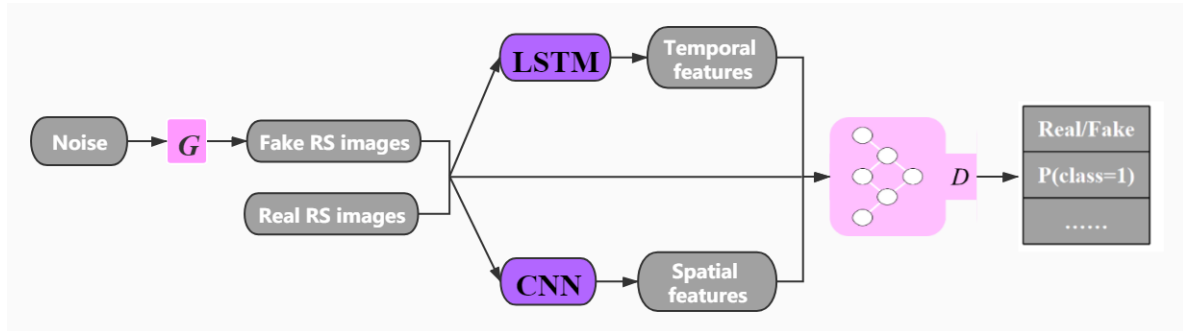 Noise
G
Fake RS images
Real RS images
LSTM
Temporal
features
CNN
Spatial
features
D
Real/Fake
P(class=1)
......